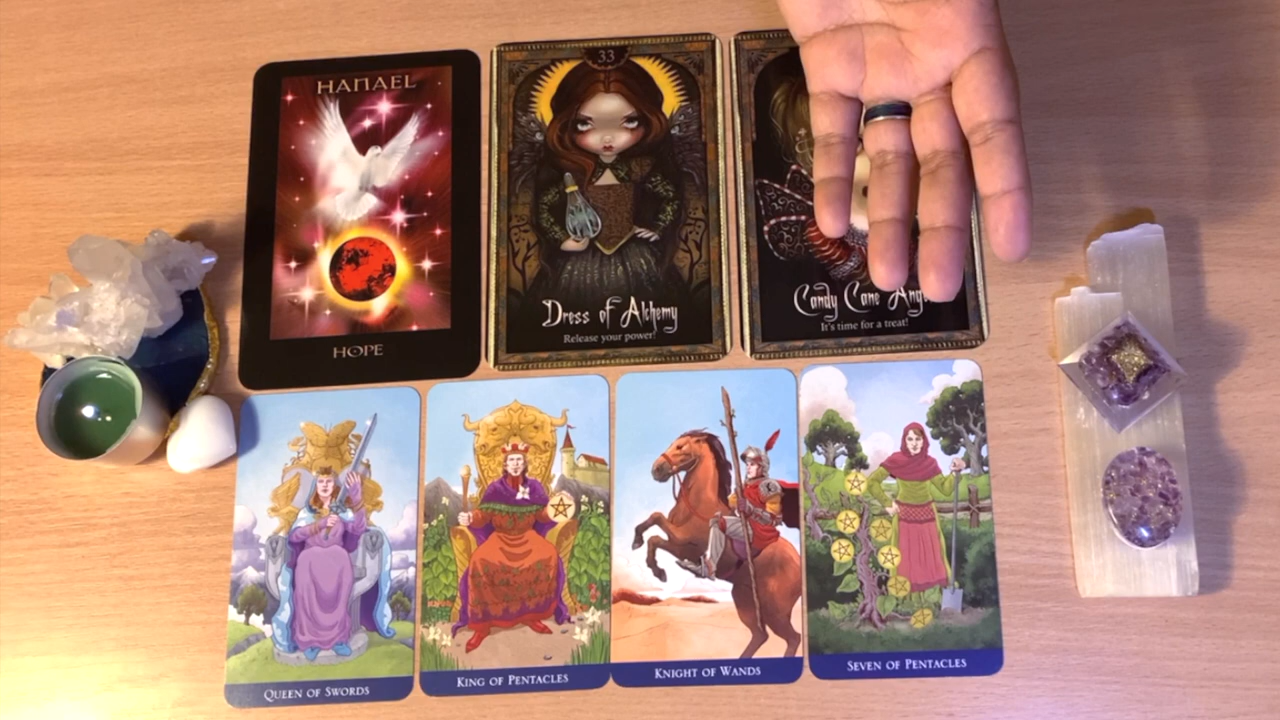 HANAEL
HOPE
33
Dress of Alchemy
Release your power!
Candy Cane
It's time for a treat!
QUEEN OF SWORDS
KING OF PENTACLES
KNIGHT OF WANDS
SEVEN OF PENTACLES